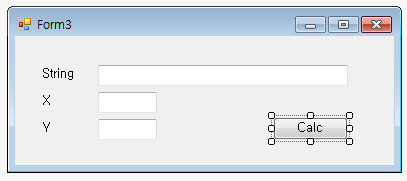 Form3
String
X
Y
Calc